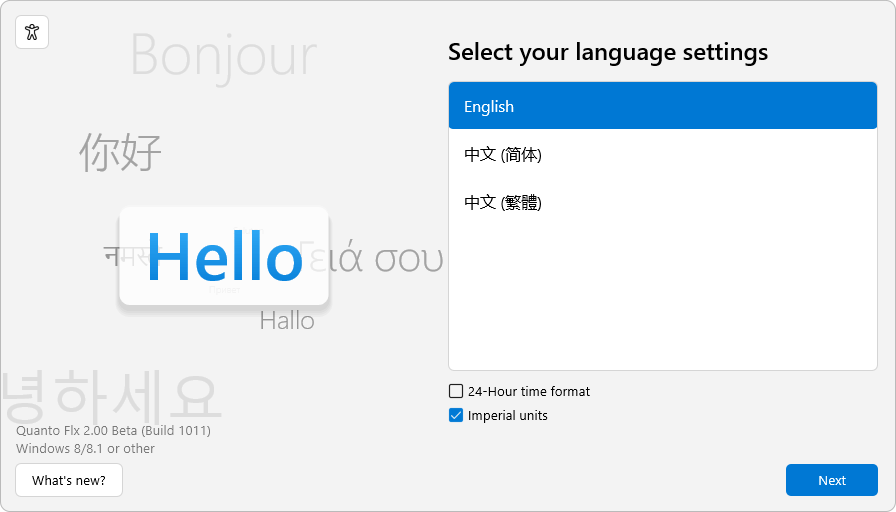 Bonjour
你好
Hello
ειά σου
Hallo
녕하세요
Quanto Flx 2.00 Beta (Build 1011)
Windows 8/8.1 or other
What's new?
Select your language settings
English
中文 (简体)
中文 (繁體)
24-Hour time format
Imperial units
Next